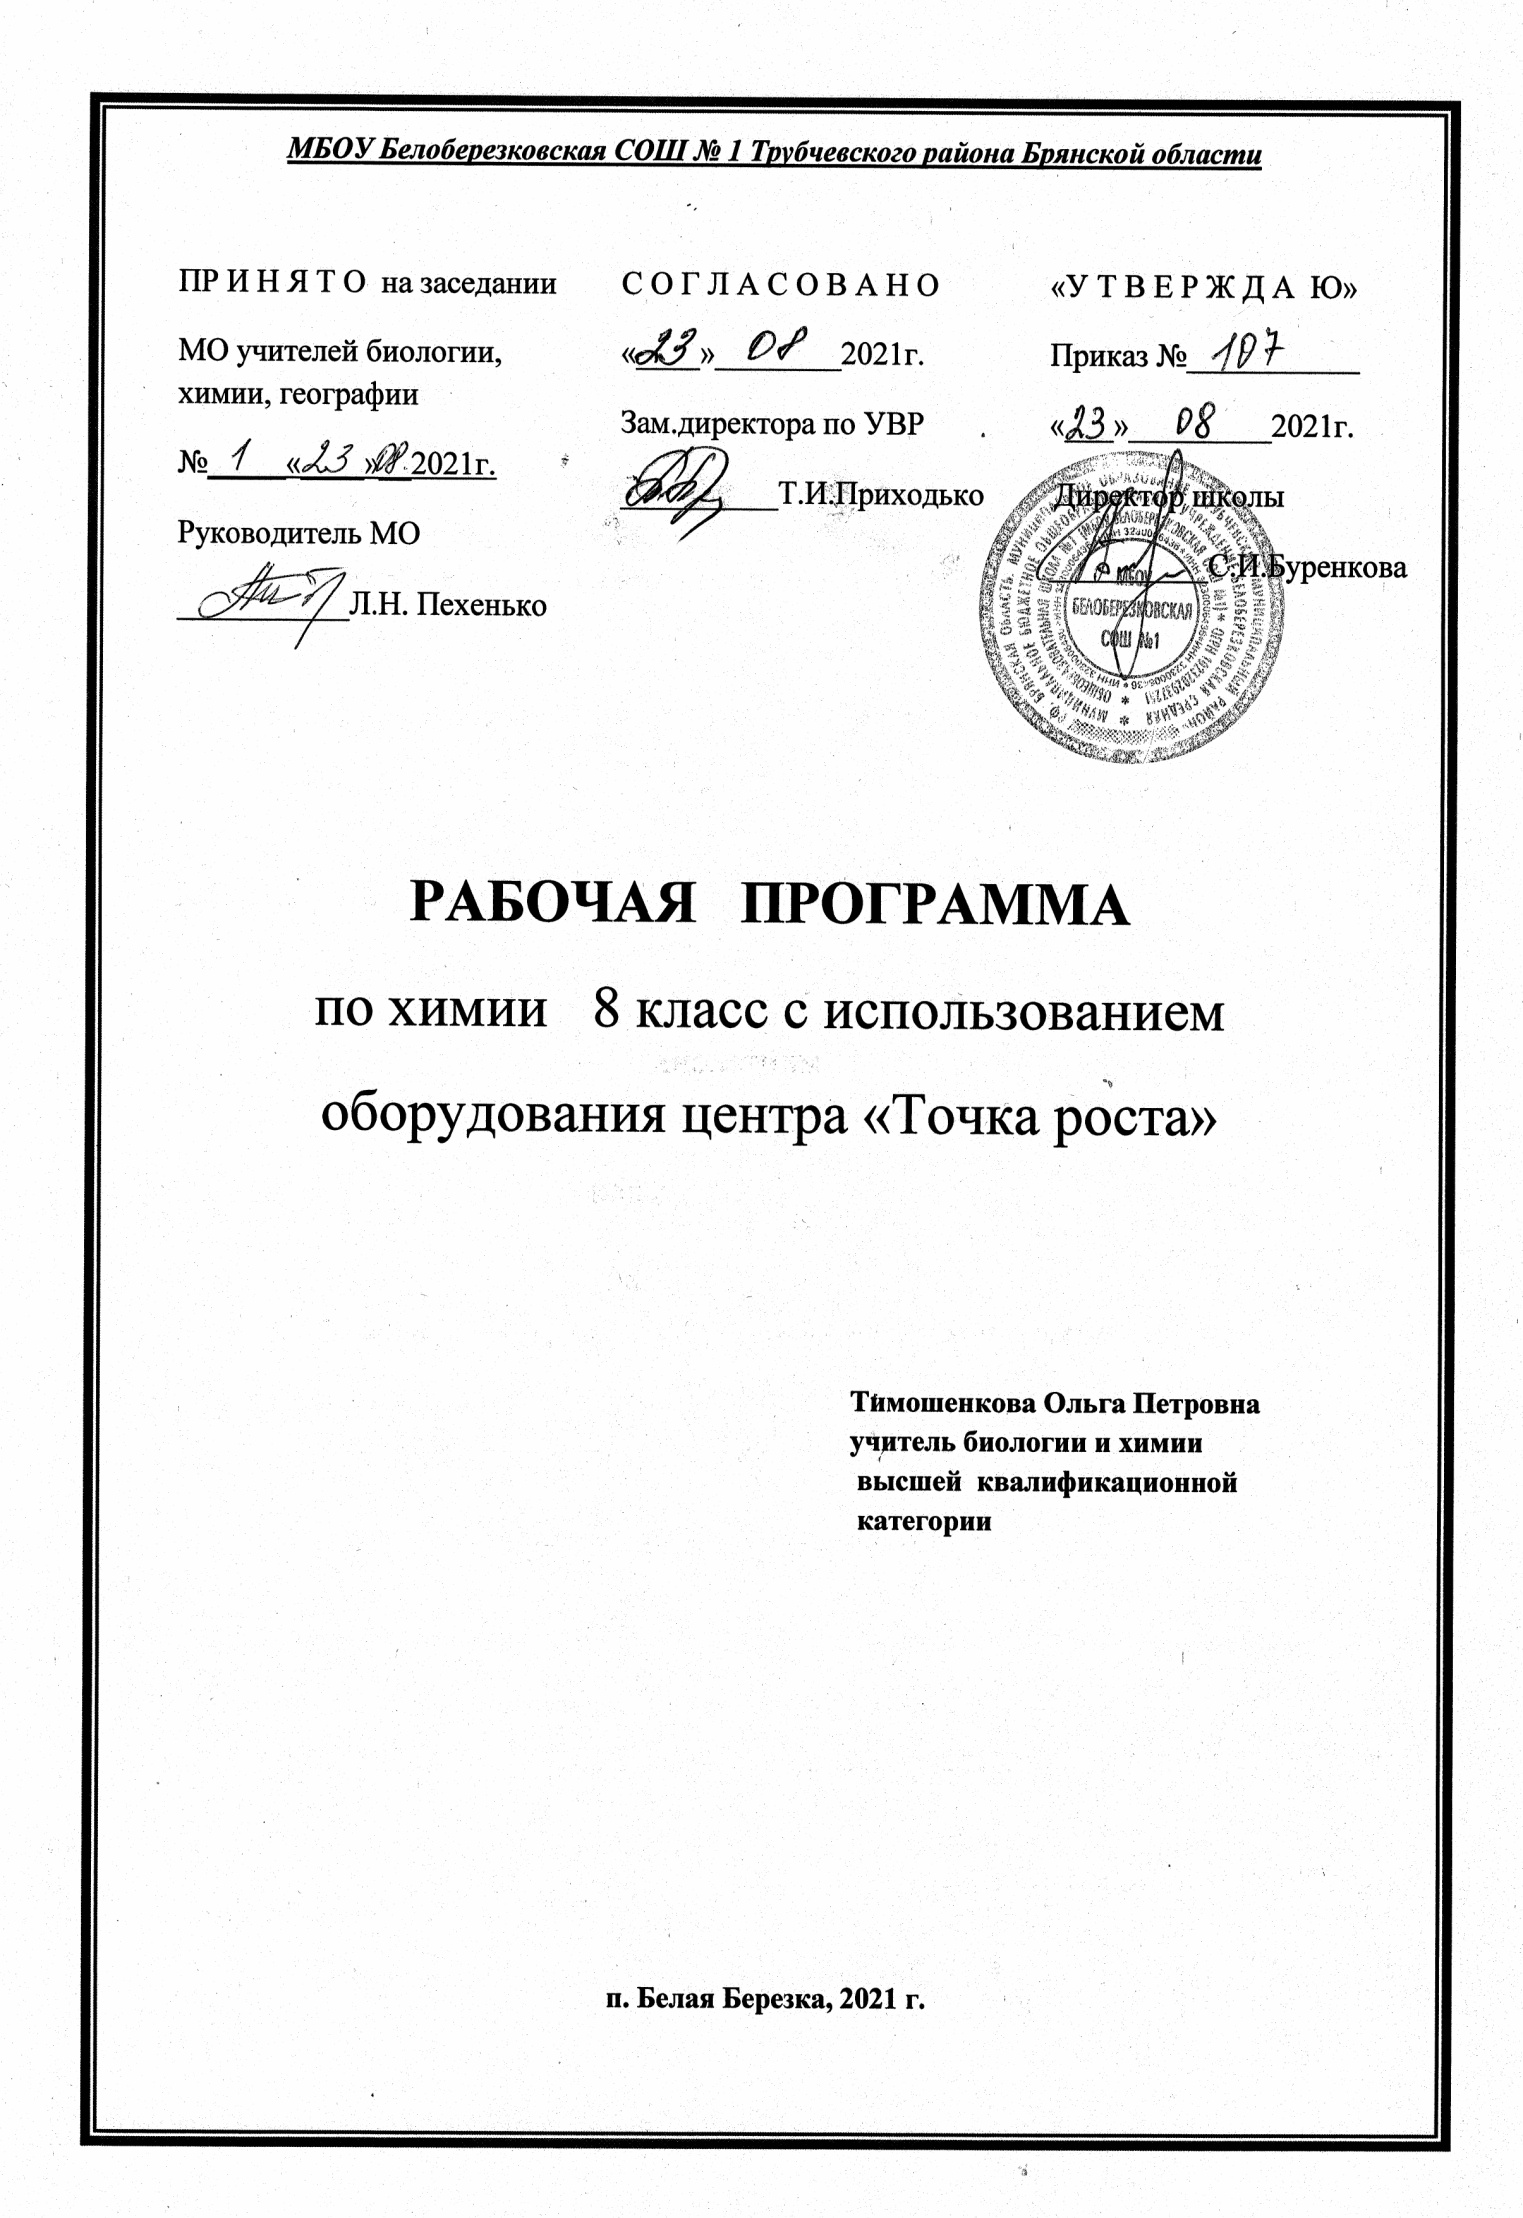 МБОУ Белоберезковская СОШ № 1 Трубчевского района Брянской области
ПР И Н Я Т О на заседании
МО учителей биологии,
химии, географии
№ 1 «23 »08 2021г.
Руководитель МО
Л.Н. Пехенько
С О Г Л А С О В А Н О
«23» 08 2021г.
Зам.директора по УВР
Т.И.Приходько
«У Т В Е Р Ж Д А Ю»
Приказ № 107
«23» 08 2021г.
Директор школы
С.И.Буренкова
МБОУ
БЕЛОБЕРЕЗКОВСКАЯ
СОШ №1
РАБОЧАЯ ПРОГРАММА
по химии 8 класс с использованием
оборудования центра «Точка роста»
Тимошенкова Ольга Петровна
учитель биологии и химии
высшей квалификационной
категории
п. Белая Березка, 2021 г.